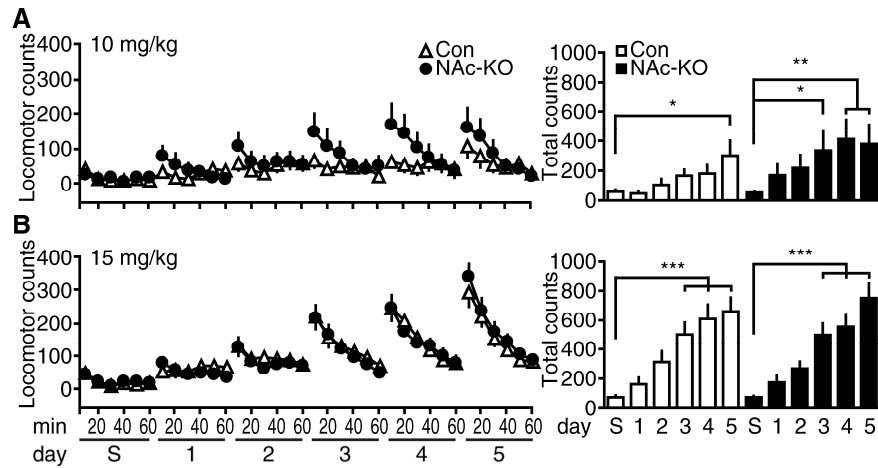 A
10 mg/kg
Locomotor counts
400
300
200
100
0
Con
NAc-KO
Total counts
1000
800
600
400
200
0
Con
NAc-KO
*
*
**
B
15 mg/kg
Locomotor counts
400
300
200
100
0
min 20 40 60 20 40 60 20 40 60 20 40 60 20 40 60 20 40 60
day S 1 2 3 4 5
Total counts
1000
800
600
400
200
0
***
***
day S 1 2 3 4 5 S 1 2 3 4 5